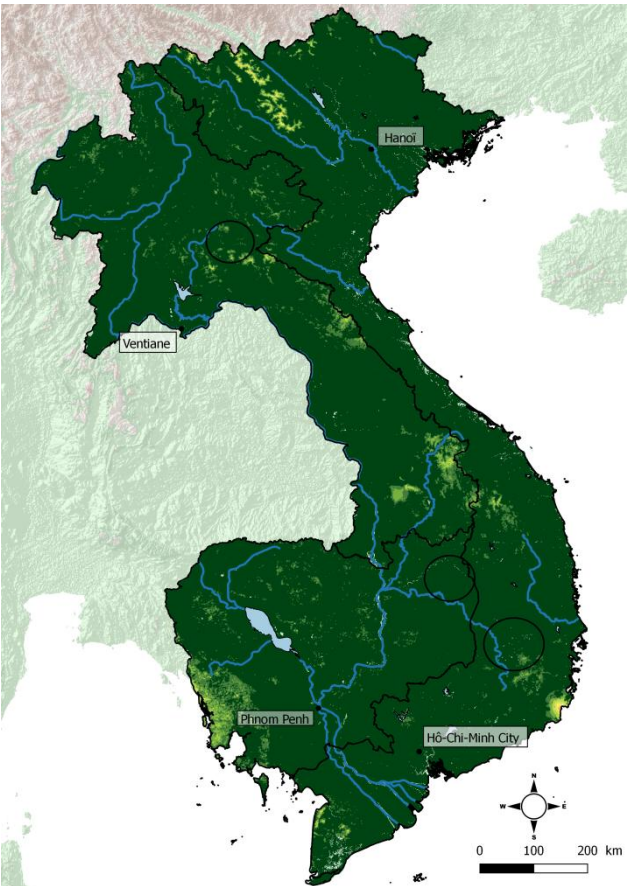 Hanoï
Ventiane
Phnom Penh
Hô-Chi-Minh City
N
W
E
S
0 100 200 km